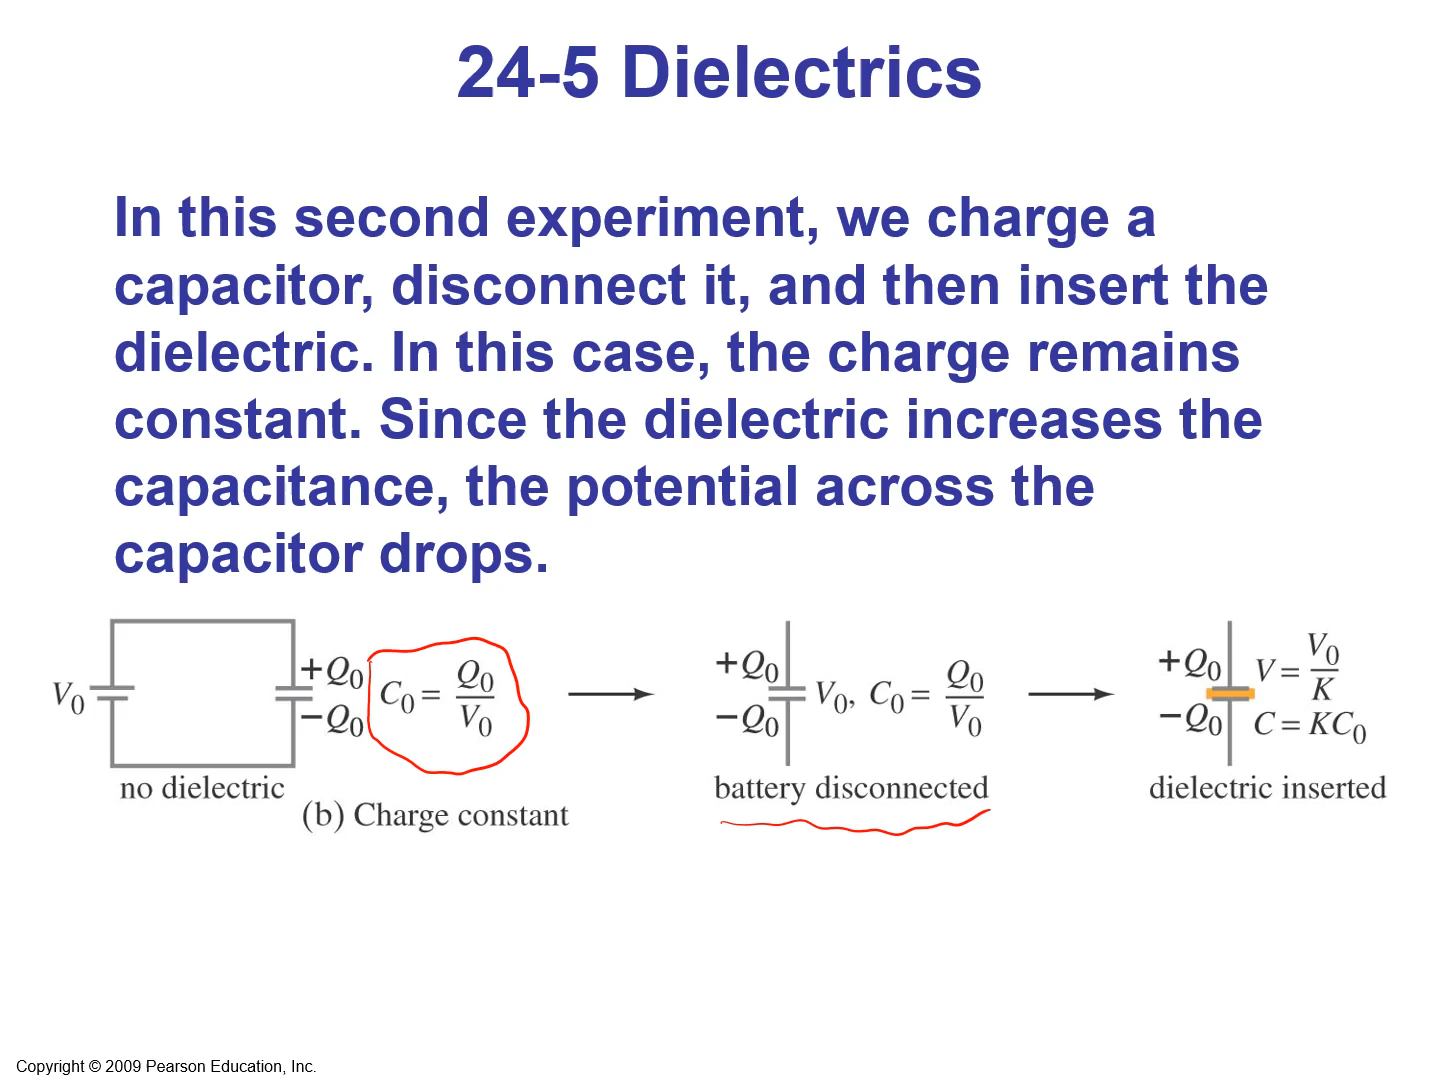 24-5 Dielectrics
In this second experiment, we charge a
capacitor, disconnect it, and then insert the
dielectric. In this case, the charge remains
constant. Since the dielectric increases the
capacitance, the potential across the
capacitor drops.
V₀ +Q₀ −Q₀ C₀ = Q₀/V₀
no dielectric
(b) Charge constant
+Q₀ −Q₀ V₀, C₀ = Q₀/V₀
battery disconnected
+Q₀ −Q₀ V = V₀/K
C = KC₀
dielectric inserted
Copyright © 2009 Pearson Education, Inc.